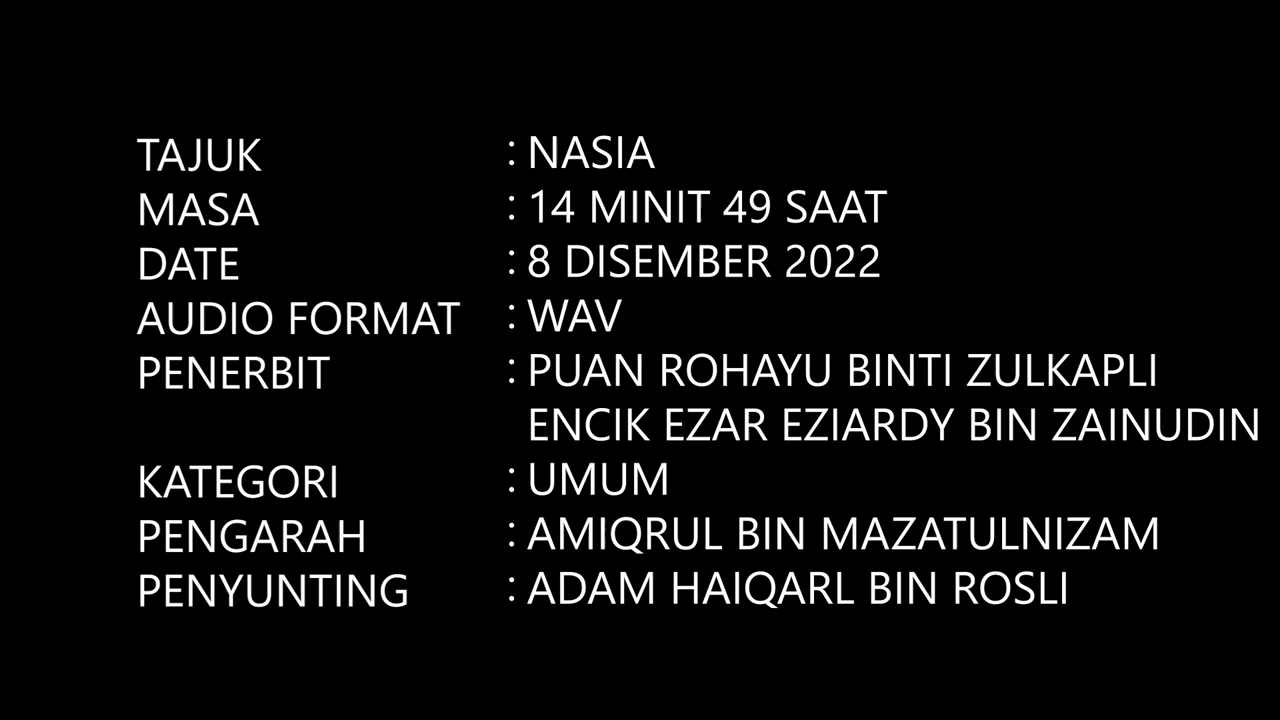 TAJUK : NASIA
MASA : 14 MINIT 49 SAAT
DATE : 8 DISEMBER 2022
AUDIO FORMAT : WAV
PENERBIT : PUAN ROHAYU BINTI ZULKAPLI
ENCIK EZAR EZIARDY BIN ZAINUDIN
KATEGORI : UMUM
PENGARAH : AMIQRUL BIN MAZATULNIZAM
PENYUNTING : ADAM HAIQARL BIN ROSLI